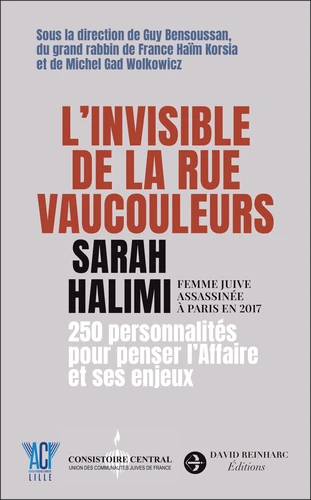 Sous la direction de Guy Bensoussan,
du grand rabbin de France Haïm Korsia
et de Michel Gad Wolkowicz
L'INVISIBLE
DE LA RUE
VAUCOULEURS
SARAH
HALIMI
FEMME JUIVE
ASSASSINÉE
À PARIS EN 2017
250 personnalités
pour penser l'Affaire
et ses enjeux
ACJ
LILLE
CONSISTOIRE CENTRAL
UNION DES COMMUNAUTÉS JUIVES DE FRANCE
DAVID REINHARC
Éditions